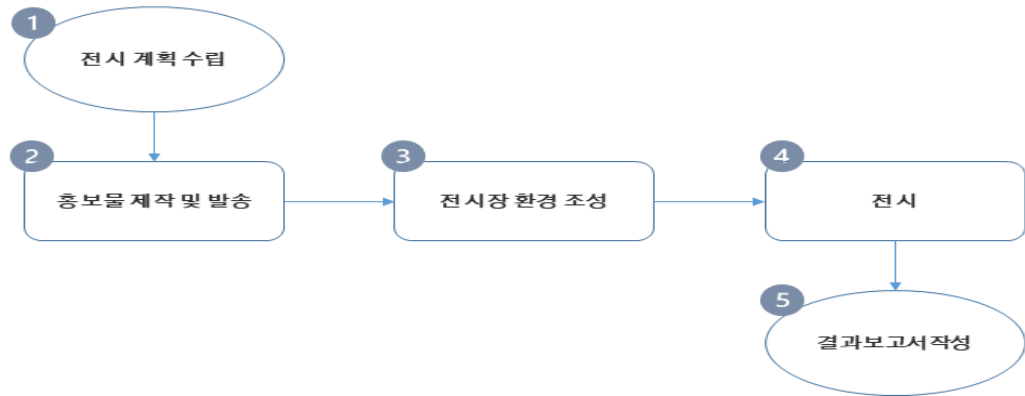 1
전시 계획 수립
2
홍보물 제작 및 발송
3
전시장 환경 조성
4
전시
5
결과보고서작성